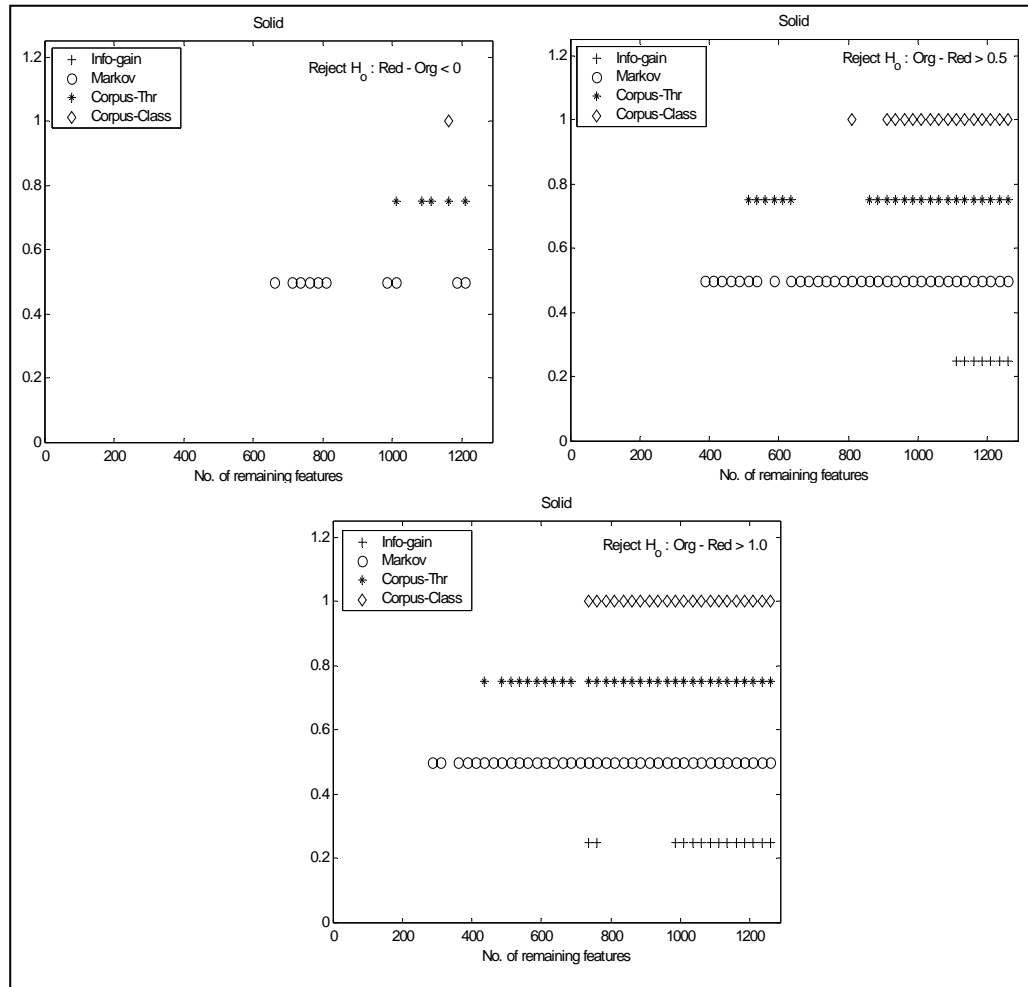 Solid
Info-gain
Markov
Corpus-Thr
Corpus-Class
Reject Ho : Red - Org < 0
1.2
1
0.8
0.6
0.4
0.2
0
0 200 400 600 800 1000 1200
No. of remaining features
Solid
Info-gain
Markov
Corpus-Thr
Corpus-Class
Reject Ho : Org - Red > 0.5
1.2
1
0.8
0.6
0.4
0.2
0
0 200 400 600 800 1000 1200
No. of remaining features
Solid
Info-gain
Markov
Corpus-Thr
Corpus-Class
Reject Ho : Org - Red > 1.0
1.2
1
0.8
0.6
0.4
0.2
0
0 200 400 600 800 1000 1200
No. of remaining features